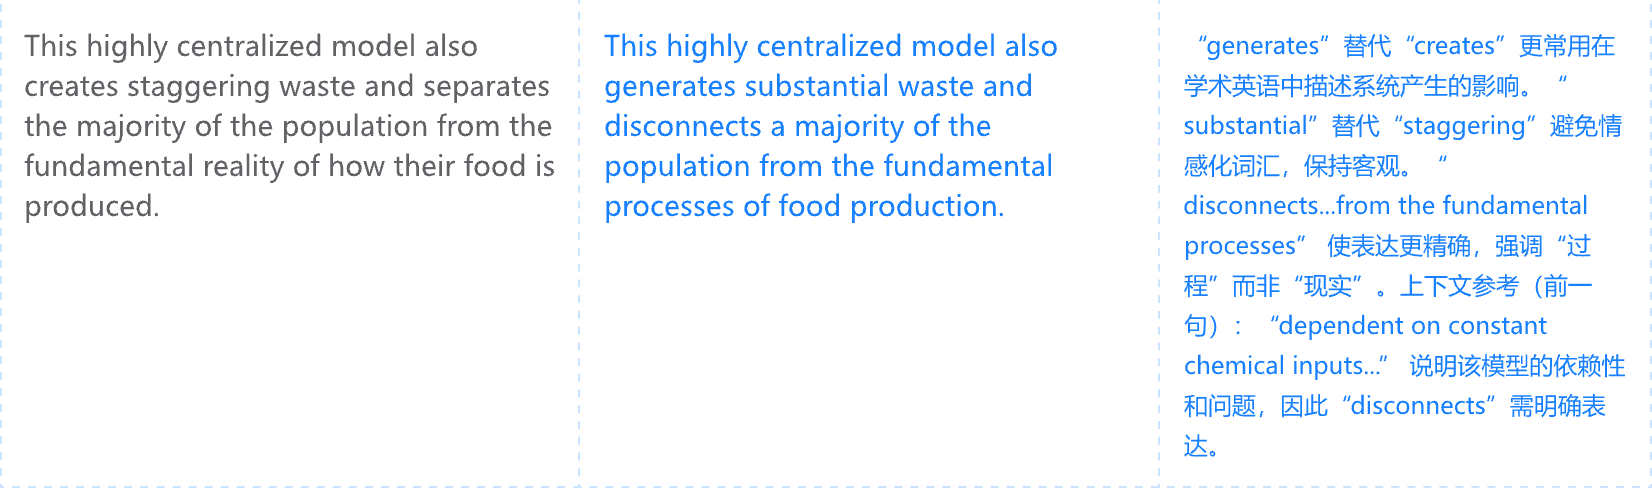 This highly centralized model also
creates staggering waste and separates
the majority of the population from the
fundamental reality of how their food is
produced.
This highly centralized model also
generates substantial waste and
disconnects a majority of the
population from the fundamental
processes of food production.
“generates”替代“creates”更常用在
学术英语中描述系统产生的影响。“
substantial”替代“staggering”避免情
感化词汇，保持客观。“
disconnects...from the fundamental
processes” 使表达更精确，强调“过
程”而非“现实”。上下文参考（前一
句）：“dependent on constant
chemical inputs...” 说明该模型的依赖性
和问题，因此“disconnects”需明确表
达。